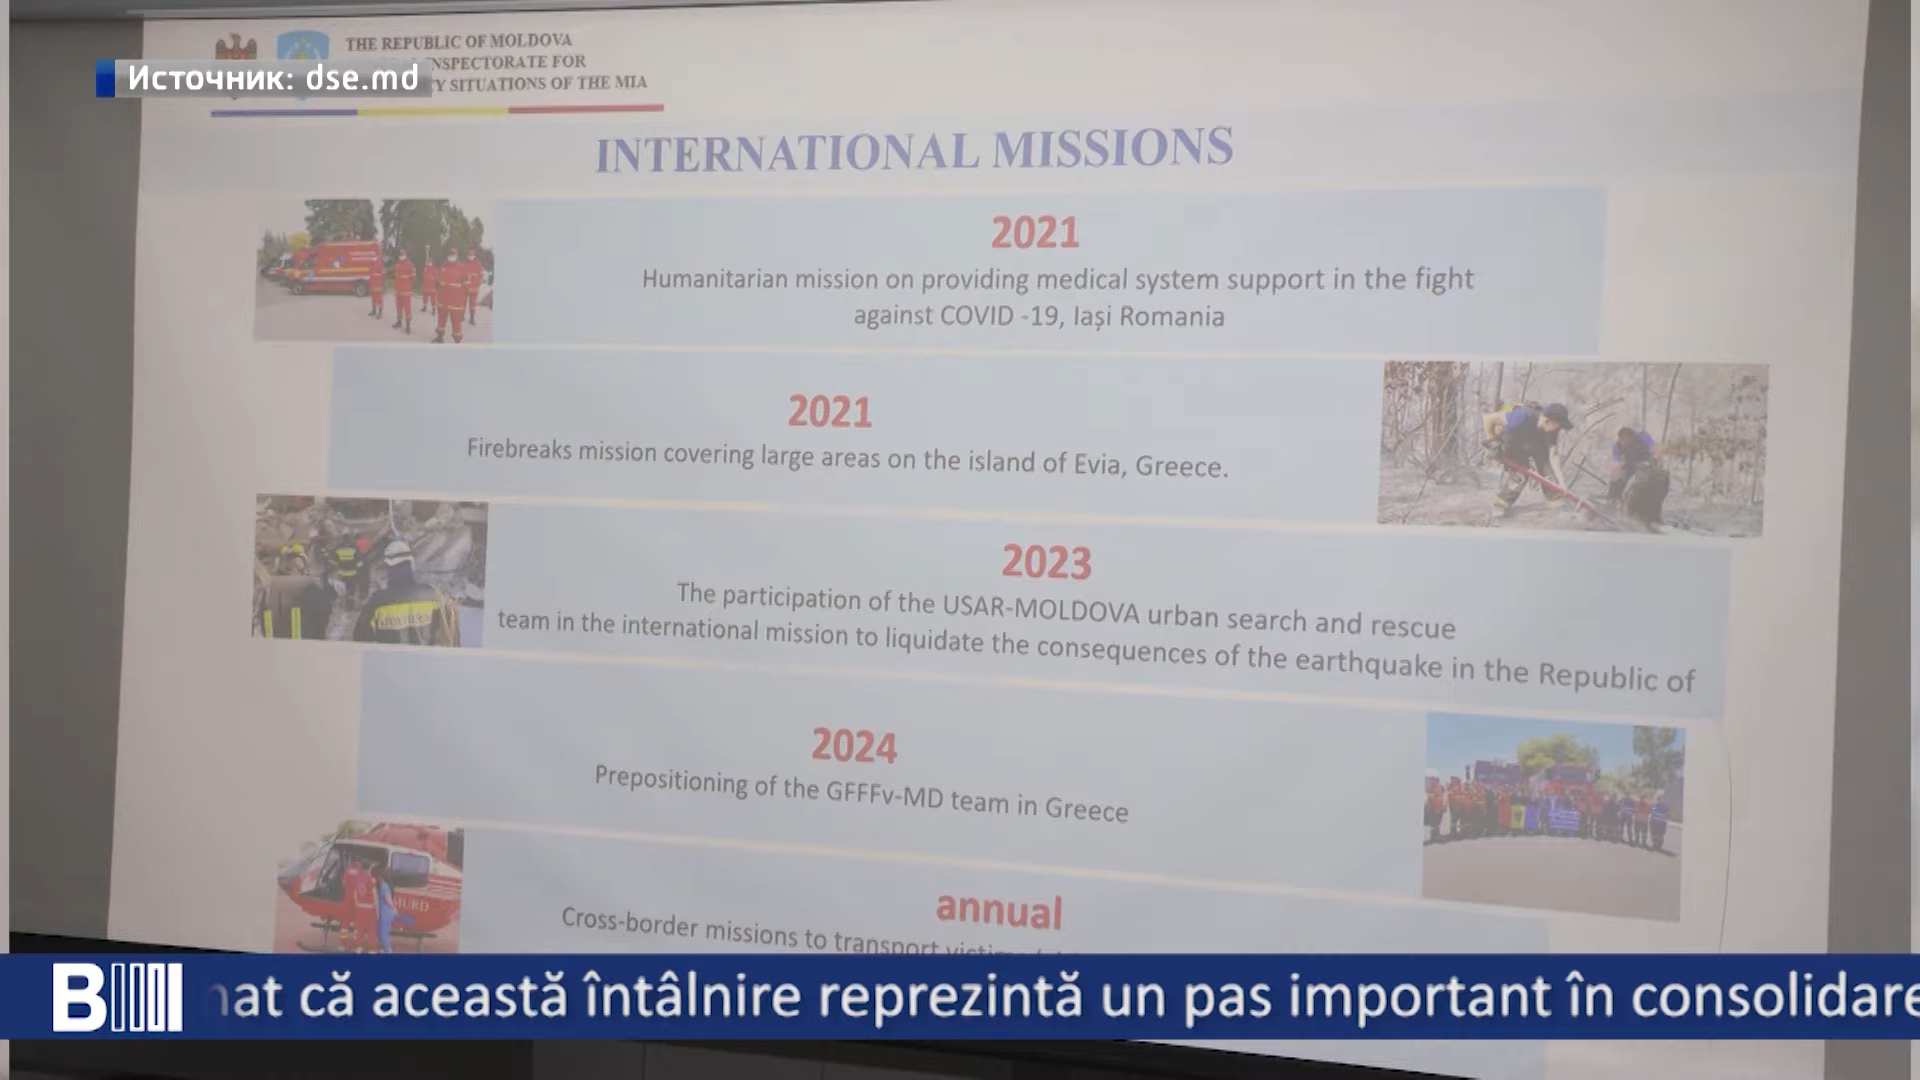 THE REPUBLIC OF MOLDOVA
NSPECTORATE FOR
Источник: dse.md
Y SITUATIONS OF THE MIA
INTERNATIONAL MISSIONS
2021
Humanitarian mission on providing medical system support in the fight
against COVID -19, Iași Romania
2021
Firebreaks mission covering large areas on the island of Evia, Greece.
2023
The participation of the USAR-MOLDOVA urban search and rescue
team in the international mission to liquidate the consequences of the earthquake in the Republic of
2024
Prepositioning of the GFFFv-MD team in Greece
annual
Cross-border missions to transport
SMURD
B
că această întâlnire reprezintă un pas important în consolidare